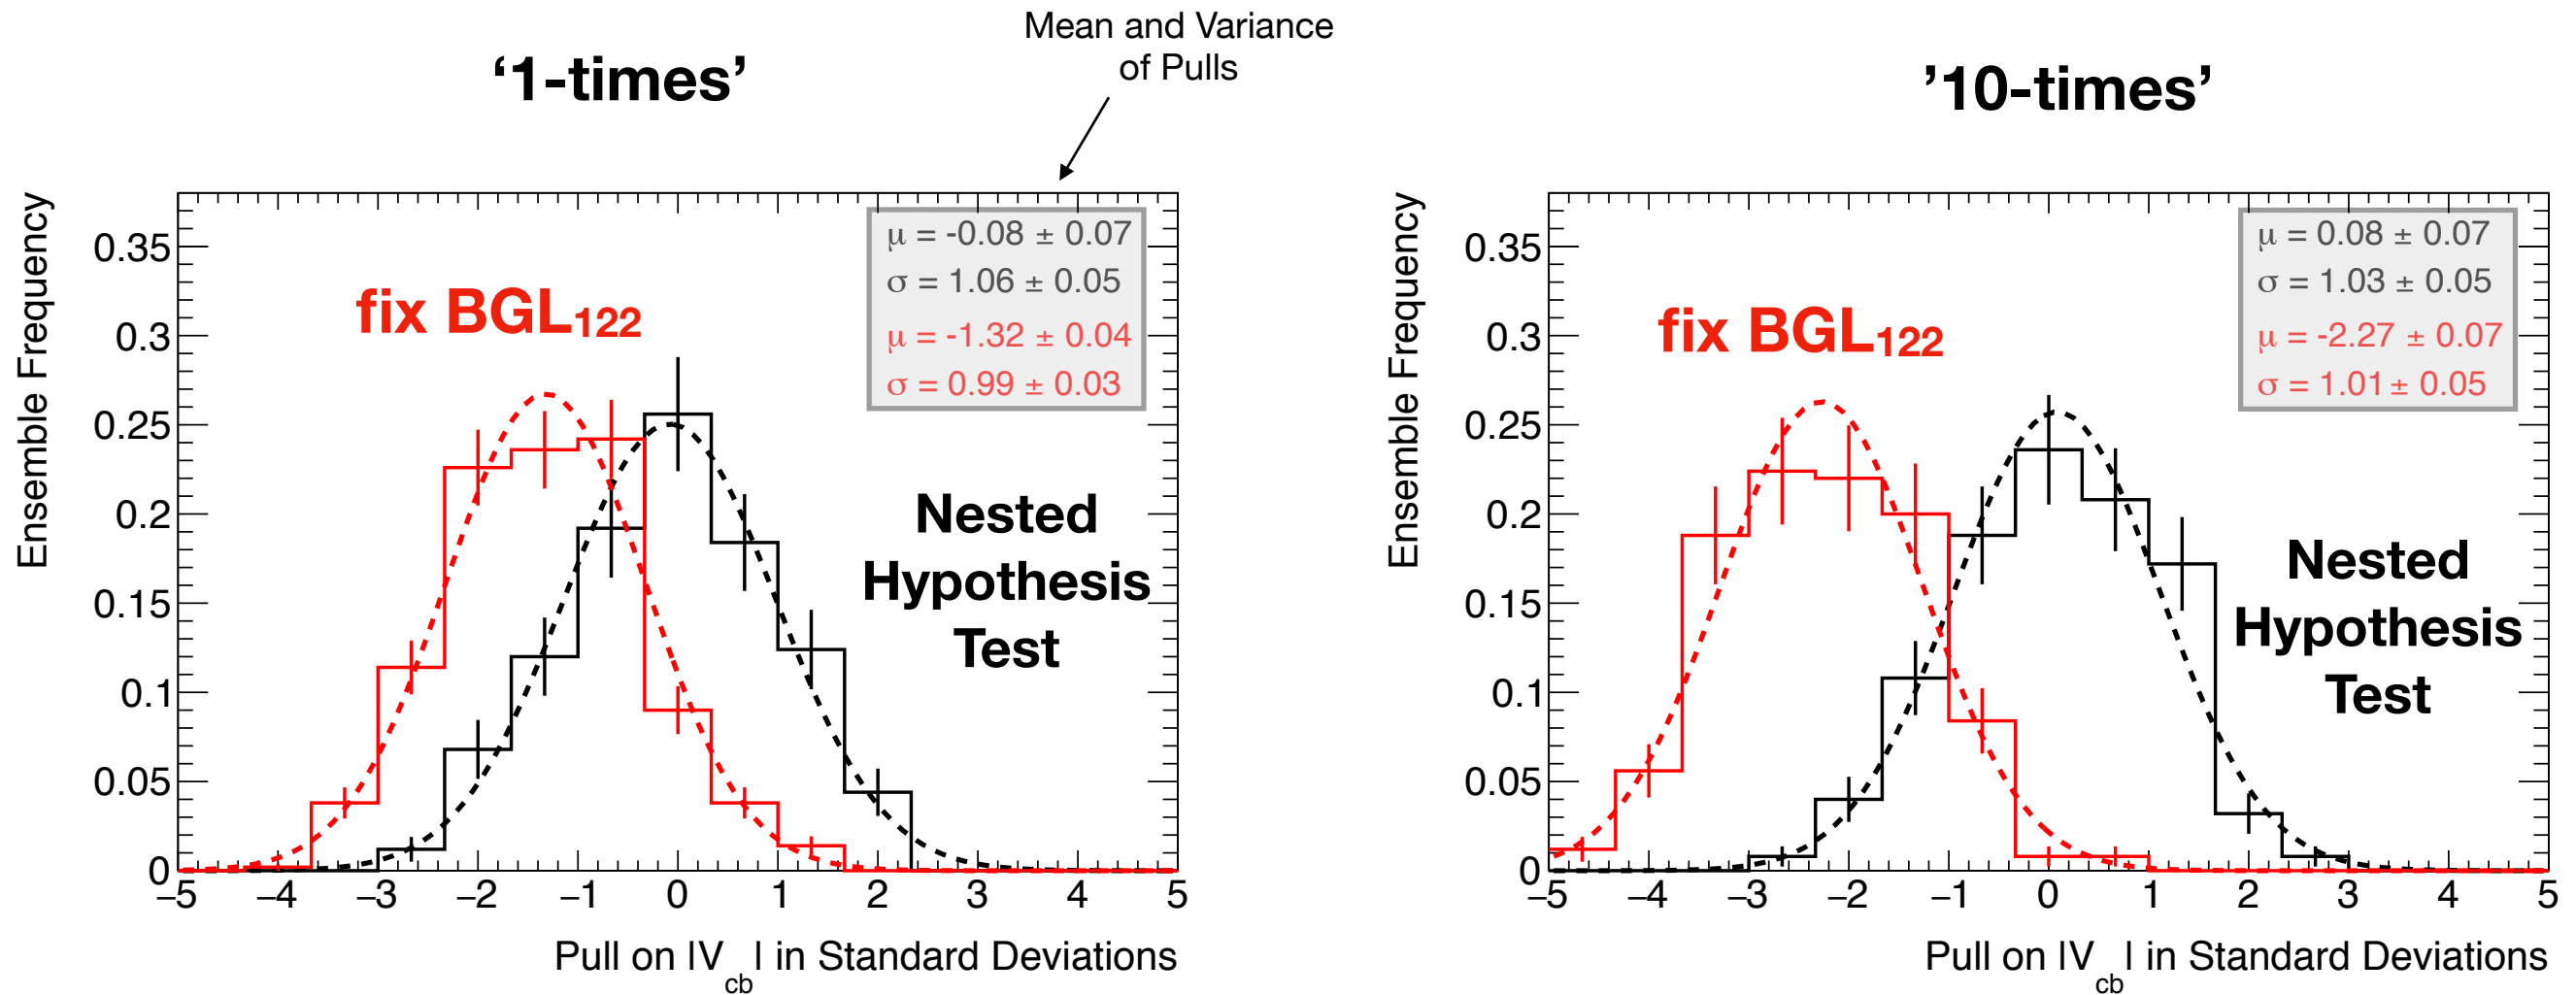 Mean and Variance
of Pulls
‘1-times’
Ensemble Frequency
0.35
0.3
0.25
0.2
0.15
0.1
0.05
0
fix BGL122
μ = -0.08 ± 0.07
σ = 1.06 ± 0.05
μ = -1.32 ± 0.04
σ = 0.99 ± 0.03
Nested
Hypothesis
Test
−5 −4 −3 −2 −1 0 1 2 3 4 5
Pull on |Vcb| in Standard Deviations
’10-times’
Ensemble Frequency
0.35
0.3
0.25
0.2
0.15
0.1
0.05
0
fix BGL122
μ = 0.08 ± 0.07
σ = 1.03 ± 0.05
μ = -2.27 ± 0.07
σ = 1.01 ± 0.05
Nested
Hypothesis
Test
−5 −4 −3 −2 −1 0 1 2 3 4 5
Pull on |Vcb| in Standard Deviations